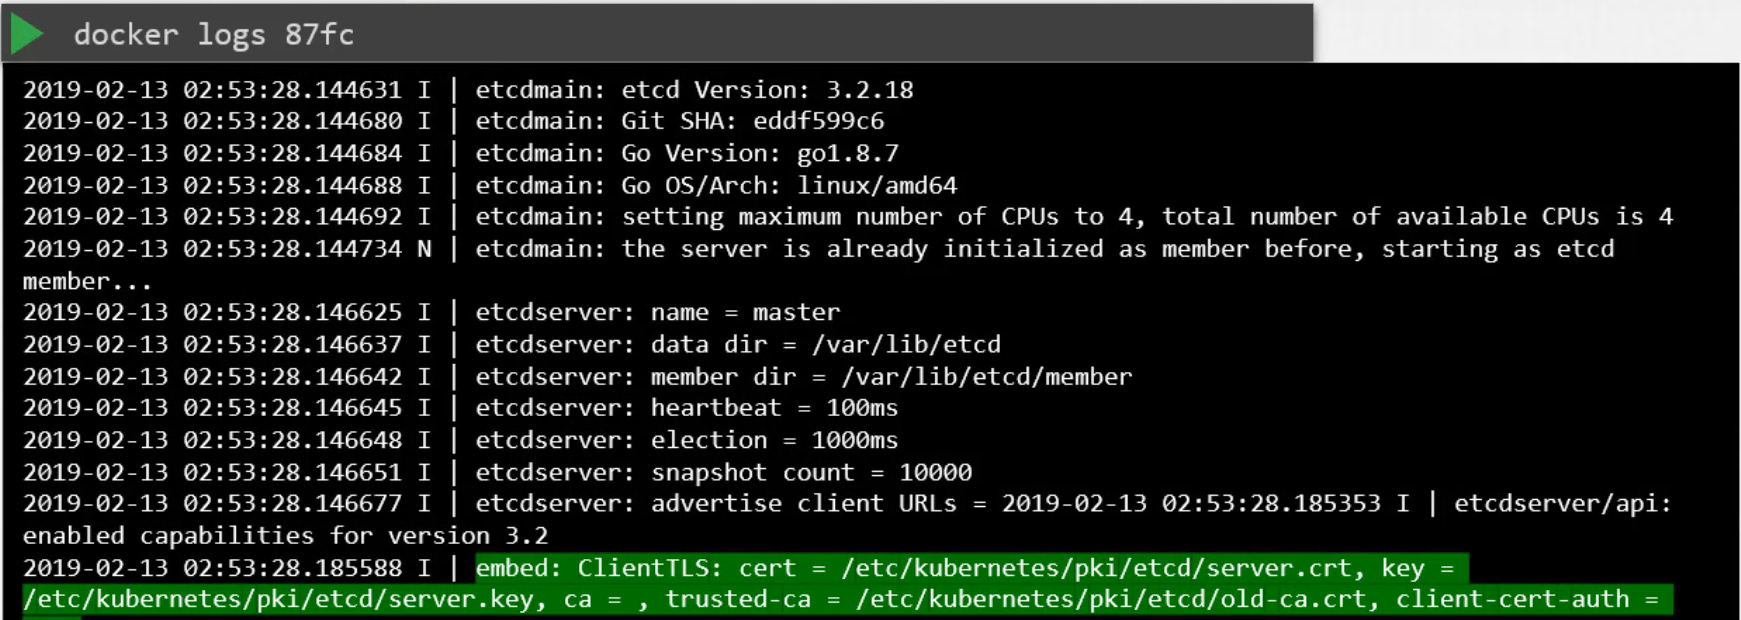 docker logs 87fc
2019-02-13 02:53:28.144631 I | etcdmain: etcd Version: 3.2.18
2019-02-13 02:53:28.144680 I | etcdmain: Git SHA: eddf599c6
2019-02-13 02:53:28.144684 I | etcdmain: Go Version: go1.8.7
2019-02-13 02:53:28.144688 I | etcdmain: Go OS/Arch: linux/amd64
2019-02-13 02:53:28.144692 I | etcdmain: setting maximum number of CPUs to 4, total number of available CPUs is 4
2019-02-13 02:53:28.144734 N | etcdmain: the server is already initialized as member before, starting as etcd
member...
2019-02-13 02:53:28.146625 I | etcdserver: name = master
2019-02-13 02:53:28.146637 I | etcdserver: data dir = /var/lib/etcd
2019-02-13 02:53:28.146642 I | etcdserver: member dir = /var/lib/etcd/member
2019-02-13 02:53:28.146645 I | etcdserver: heartbeat = 100ms
2019-02-13 02:53:28.146648 I | etcdserver: election = 1000ms
2019-02-13 02:53:28.146651 I | etcdserver: snapshot count = 10000
2019-02-13 02:53:28.146677 I | etcdserver: advertise client URLs = 2019-02-13 02:53:28.185353 I | etcdserver/api:
enabled capabilities for version 3.2
2019-02-13 02:53:28.185588 I | embed: ClientTLS: cert = /etc/kubernetes/pki/etcd/server.crt, key =
/etc/kubernetes/pki/etcd/server.key, ca = , trusted-ca = /etc/kubernetes/pki/etcd/old-ca.crt, client-cert-auth =